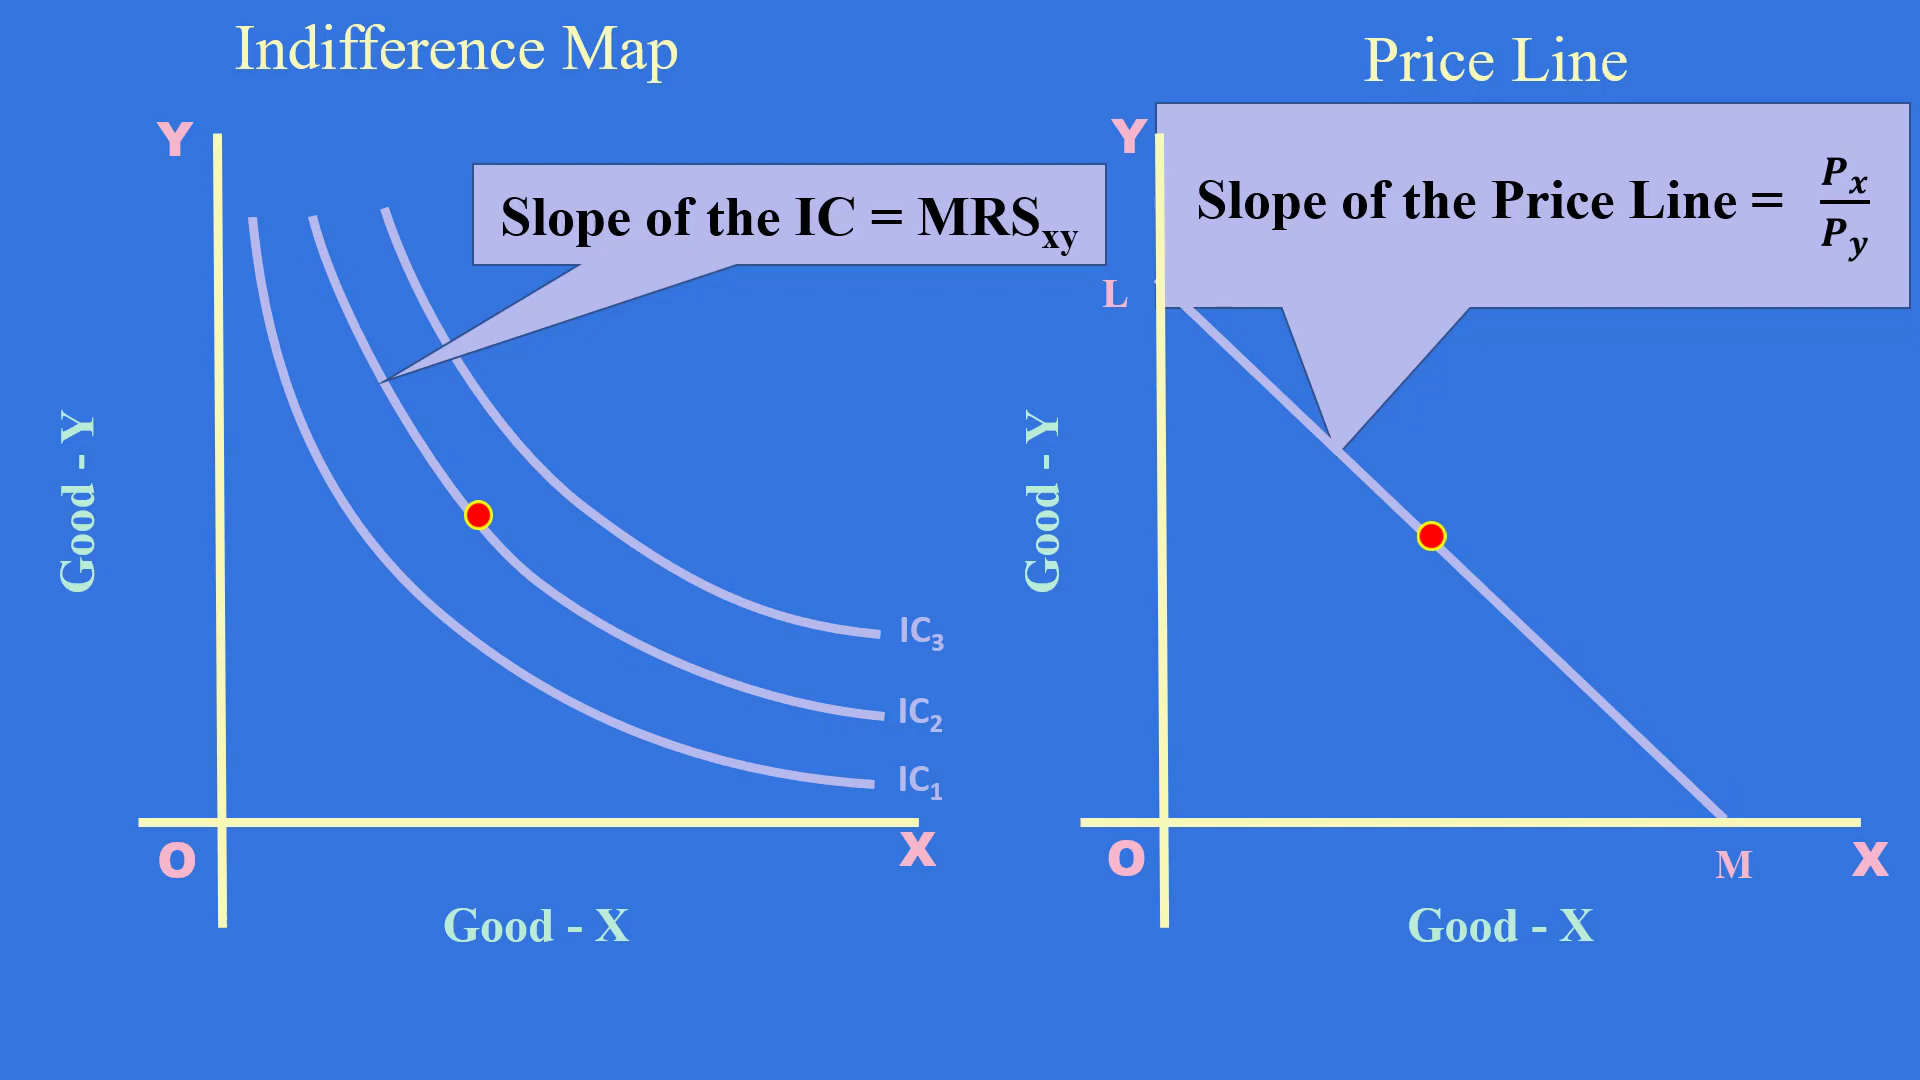 Indifference Map
Y
Slope of the IC = MRSxy
Good - Y
IC3
IC2
IC1
O
X
Good - X
Price Line
Y
Slope of the Price Line = Px/Py
L
Good - Y
O
M
X
Good - X